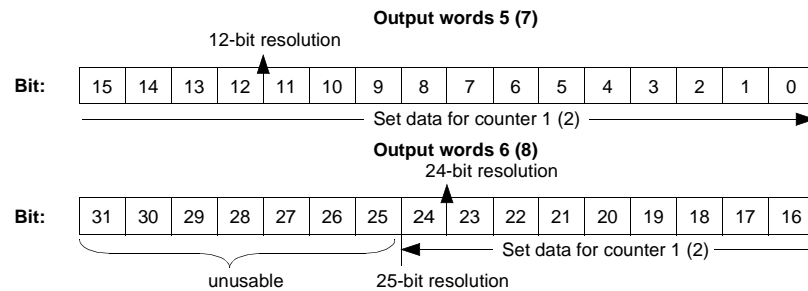 Output words 5 (7)
12-bit resolution
Bit: 15 14 13 12 11 10 9 8 7 6 5 4 3 2 1 0
Set data for counter 1 (2)
Output words 6 (8)
24-bit resolution
Bit: 31 30 29 28 27 26 25 24 23 22 21 20 19 18 17 16
Set data for counter 1 (2)
unusable 25-bit resolution